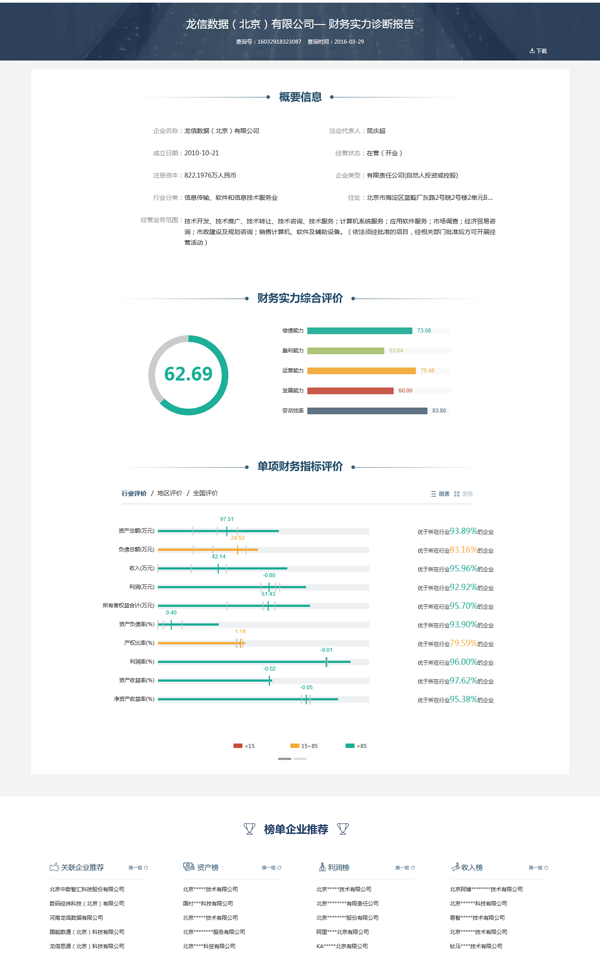 龙信数据（北京）有限公司— 财务实力诊断报告
查询号：16032918323087 查询时间：2016-03-29
下载
概要信息
企业名称：龙信数据（北京）有限公司 法定代表人：屈庆超
成立日期：2010-10-21 经营状态：在营（开业）
注册资本：822.1976万人民币 企业类型：有限责任公司(自然人投资或控股)
行业分类：信息传输、软件和信息技术服务业 住址：北京市海淀区蓝靛厂东路2号院2号楼2单元8...
经营业务范围：技术开发、技术推广、技术转让、技术咨询、技术服务；计算机系统服务；应用软件服务；市场调查；经济贸易咨
询；市政建设及规划咨询；销售计算机、软件及辅助设备。（依法须经批准的项目，经相关部门批准后方可开展经
营活动）
财务实力综合评价
62.69
偿债能力 73.08
盈利能力 53.64
运营能力 75.48
发展能力 60.00
劳动效率 83.80
单项财务指标评价
行业评价 / 地区评价 / 全国评价 图表 表格
97.51
资产总额(万元) 优于所在行业93.89%的企业
24.52
负债总额(万元) 优于所在行业83.16%的企业
42.14
收入(万元) 优于所在行业95.96%的企业
-0.80
利润(万元) 优于所在行业92.92%的企业
51.43
所有者权益合计(万元) 优于所在行业95.70%的企业
0.40
资产负债率(%) 优于所在行业93.90%的企业
1.14
产权比率(%) 优于所在行业79.59%的企业
-0.01
利润率(%) 优于所在行业96.00%的企业
-0.02
资产收益率(%) 优于所在行业97.62%的企业
-0.05
净资产收益率(%) 优于所在行业95.38%的企业
<15 15~85 >85
榜单企业推荐
关联企业推荐 换一组 资产榜 换一组 利润榜 换一组 收入榜 换一组
北京中数智汇科技股份有限公司 北京*****技术有限公司 北京*****技术有限公司 北京阿维********技术有限公司
数码经纬科技（北京）有限公司 国付***科技有限公司 北京********有限责任公司 北京******科技有限公司
河南龙信数据有限公司 北京*****技术有限公司 北京********股份有限公司 易智*****技术有限公司
国能数通（北京）科技有限公司 北京********服务有限公司 阿里****北京有限公司 北京******技术有限公司
龙信思源（北京）科技有限公司 北京****科技有限公司 KA*****北京有限公司 钛马****技术有限公司